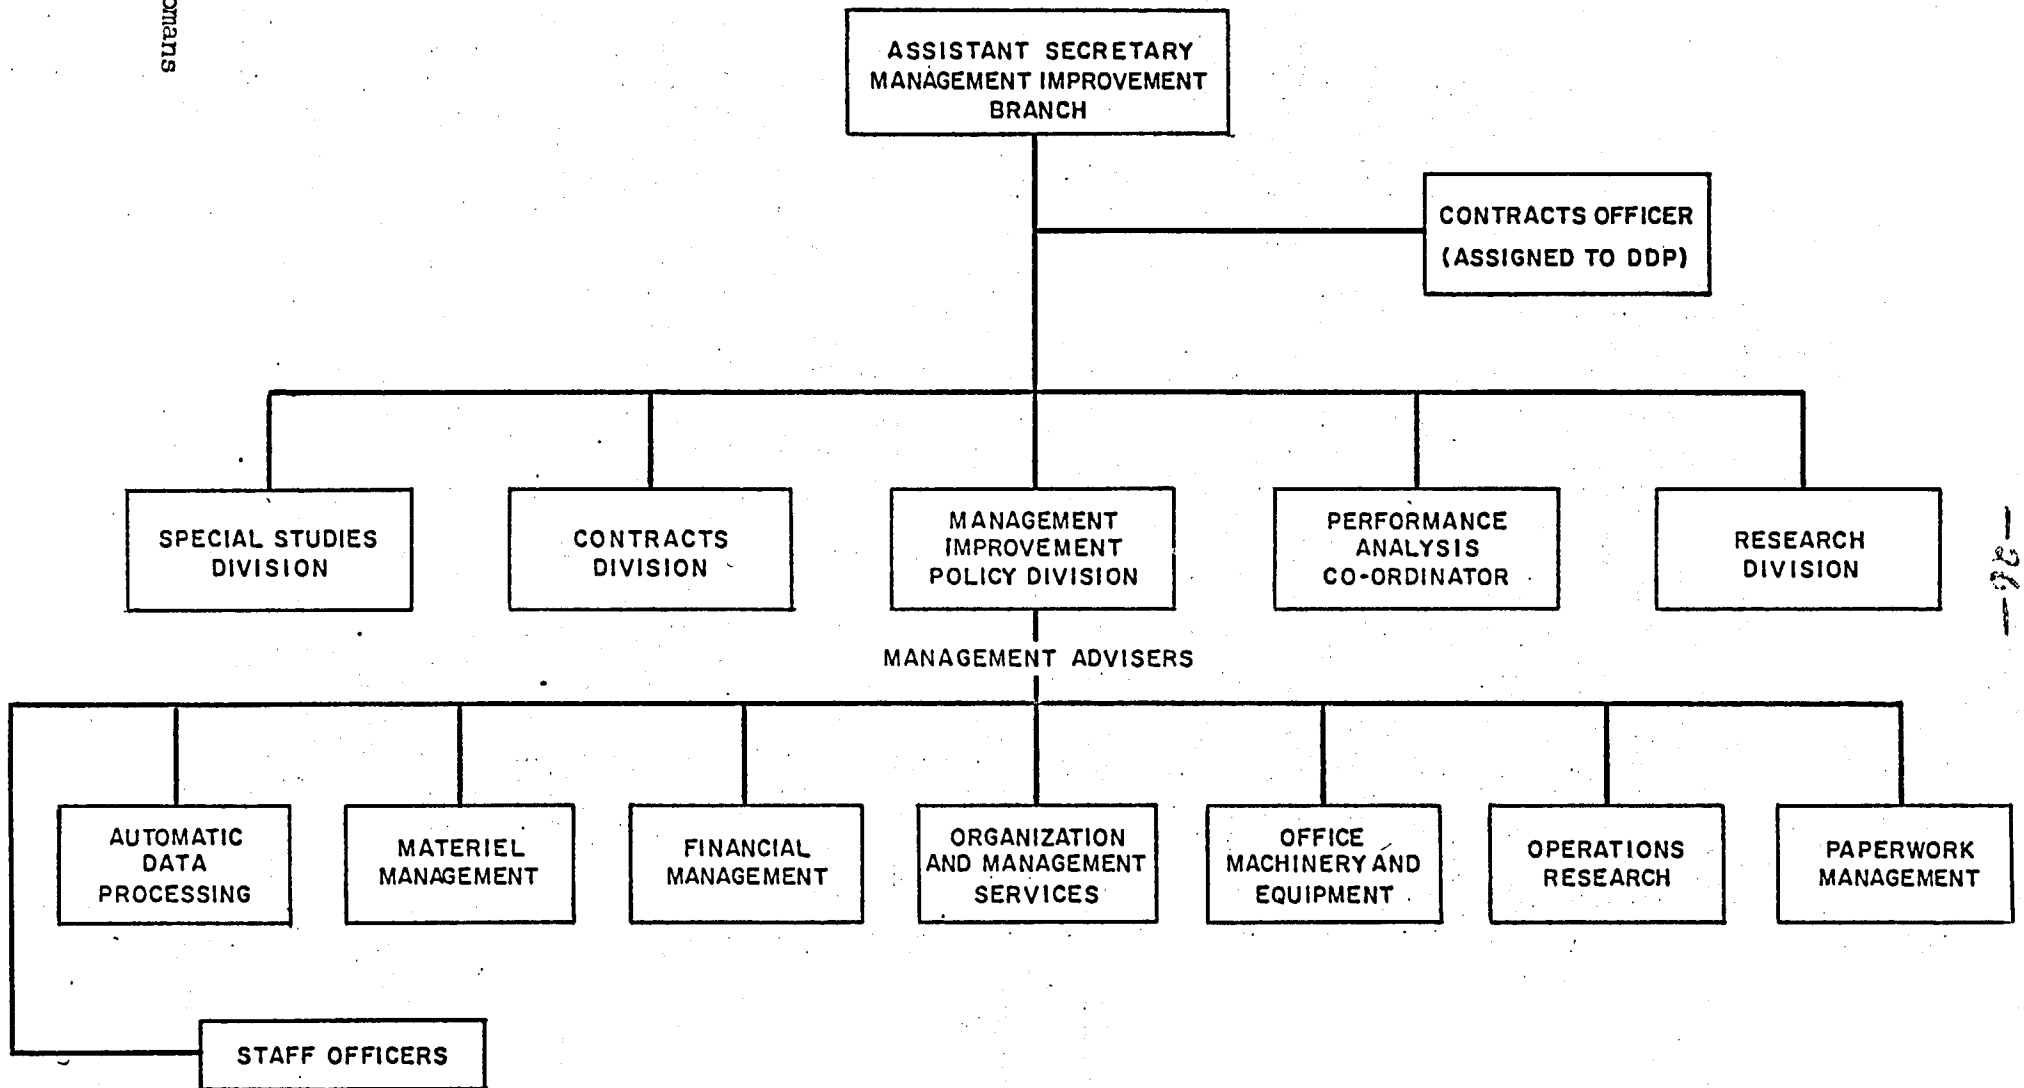 omans
ASSISTANT SECRETARY
MANAGEMENT IMPROVEMENT
BRANCH
CONTRACTS OFFICER
(ASSIGNED TO DDP)
SPECIAL STUDIES
DIVISION
CONTRACTS
DIVISION
MANAGEMENT
IMPROVEMENT
POLICY DIVISION
PERFORMANCE
ANALYSIS
CO-ORDINATOR
RESEARCH
DIVISION
MANAGEMENT ADVISERS
AUTOMATIC
DATA
PROCESSING
MATERIEL
MANAGEMENT
FINANCIAL
MANAGEMENT
ORGANIZATION
AND MANAGEMENT
SERVICES
OFFICE
MACHINERY AND
EQUIPMENT
OPERATIONS
RESEARCH
PAPERWORK
MANAGEMENT
STAFF OFFICERS